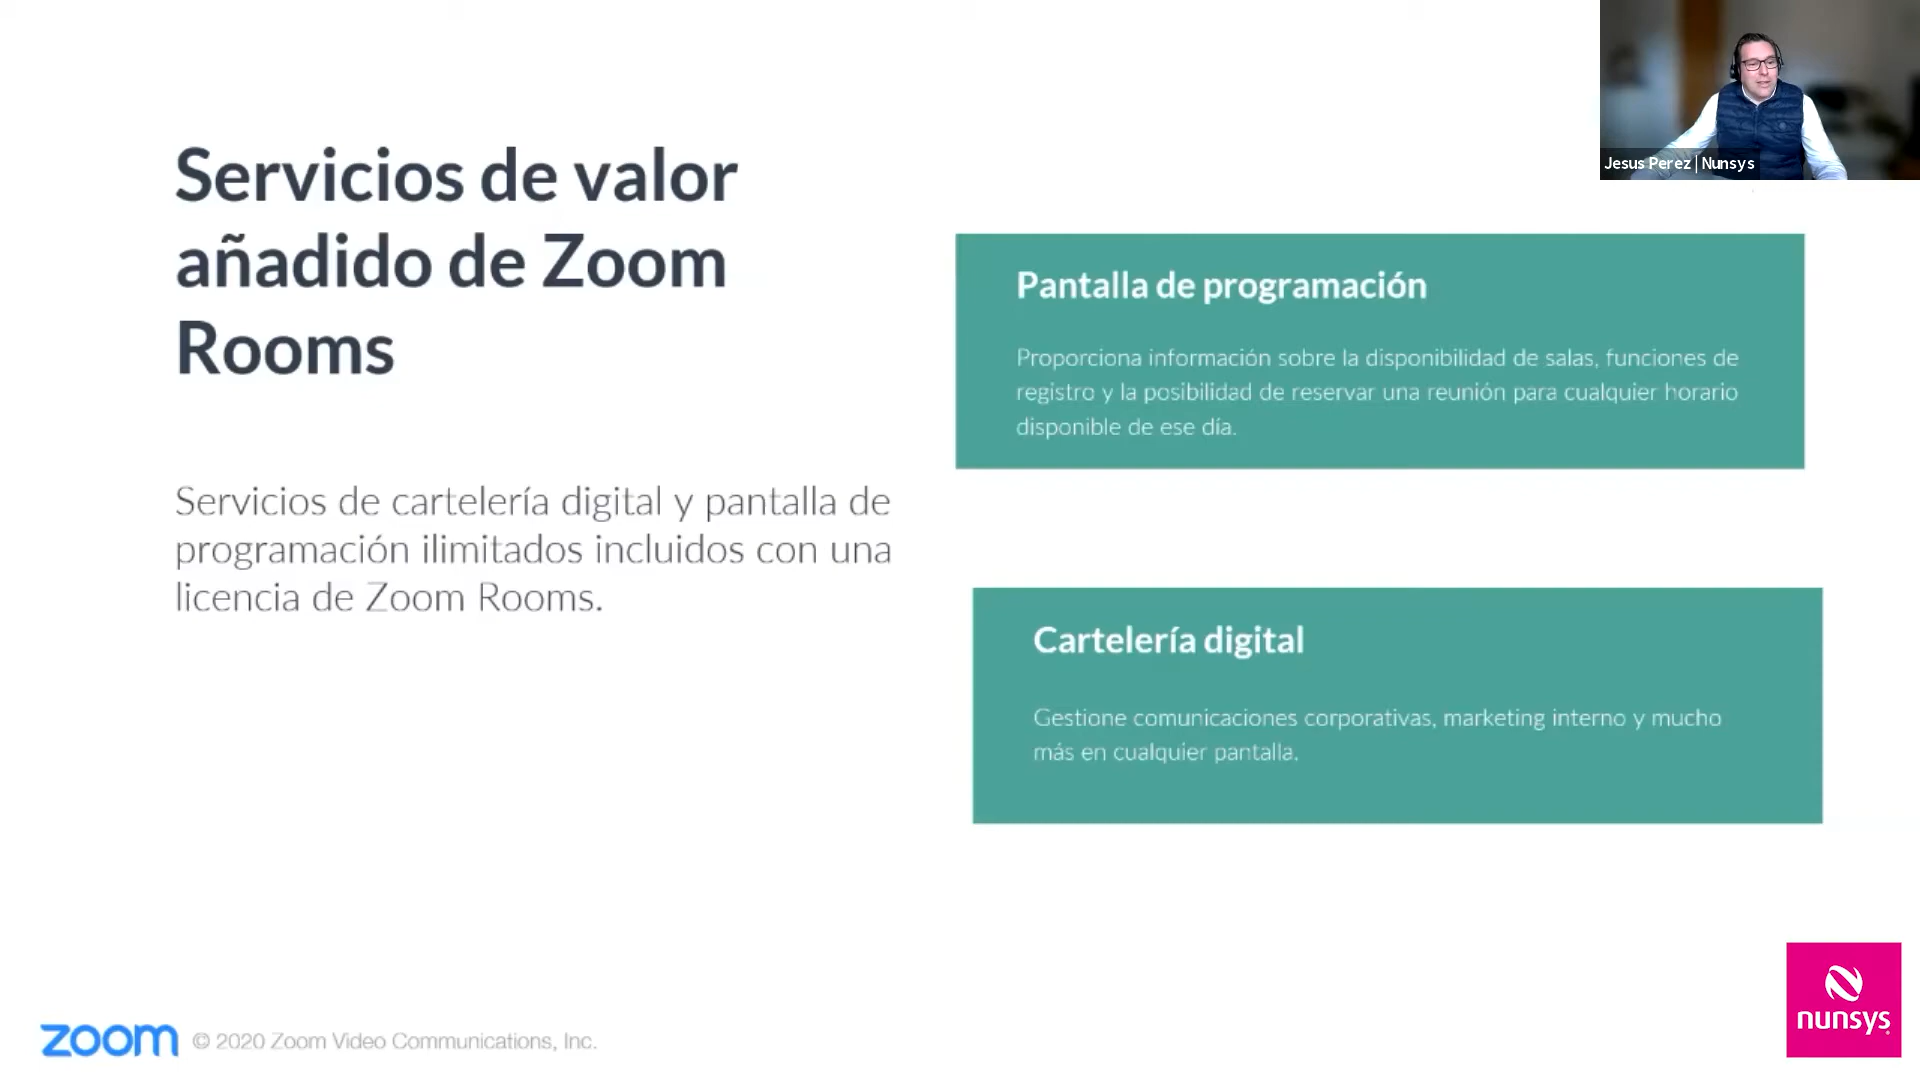 Servicios de valor
añadido de Zoom
Rooms
Servicios de cartelería digital y pantalla de
programación ilimitados incluidos con una
licencia de Zoom Rooms.
Jesus Perez | Nunsys
Pantalla de programación
Proporciona información sobre la disponibilidad de salas, funciones de
registro y la posibilidad de reservar una reunión para cualquier horario
disponible de ese día.
Cartelería digital
Gestione comunicaciones corporativas, marketing interno y mucho
más en cualquier pantalla.
zoom © 2020 Zoom Video Communications, Inc.
nunsys